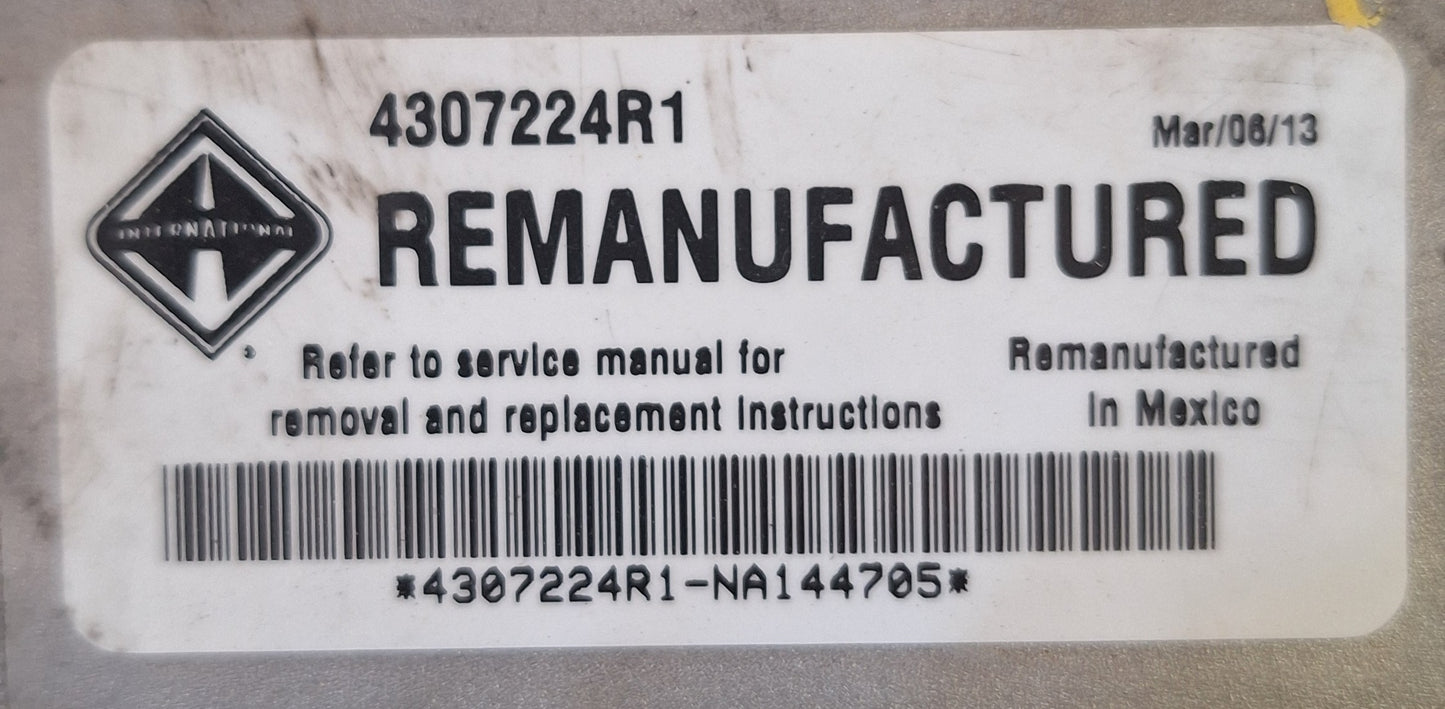 4307224R1
Mar/06/13
REMANUFACTURED
INTERNATIONAL
Refer to service manual for
removal and replacement instructions
Remanufactured
in Mexico
*4307224R1-NA144705*